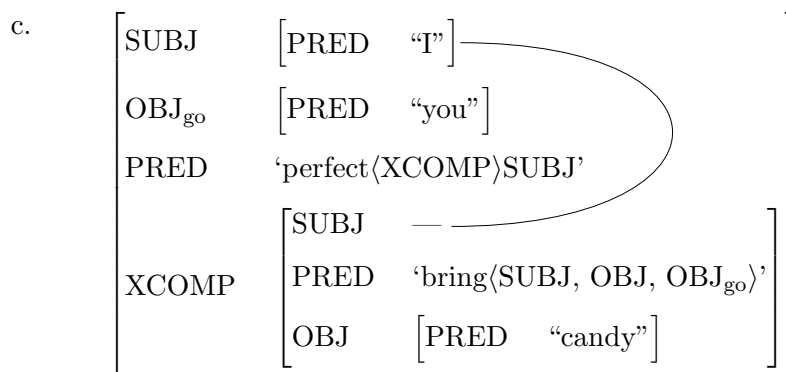 c.
SUBJ [PRED “I”]
OBJgo [PRED “you”]
PRED ‘perfect⟨XCOMP⟩SUBJ’
SUBJ —
XCOMP PRED ‘bring⟨SUBJ, OBJ, OBJgo⟩’
OBJ [PRED “candy”]